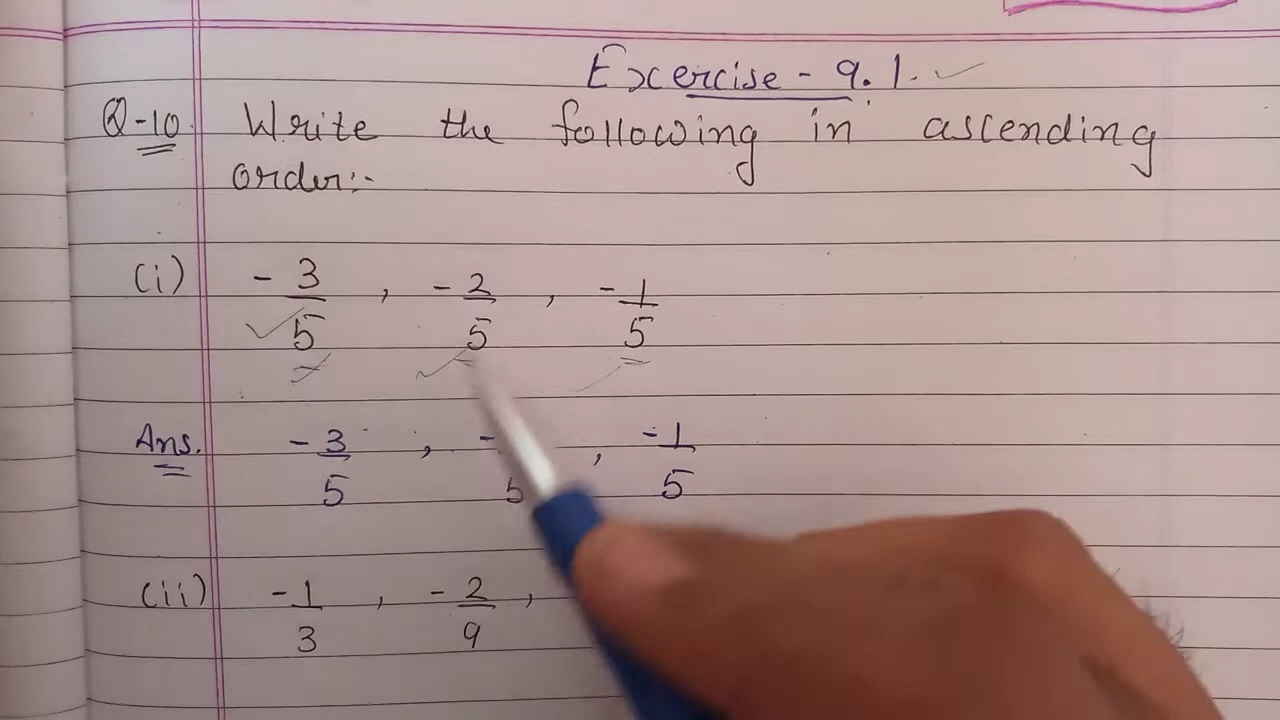 Exercise - 9.1.
Q-10. Write the following in ascending
order:-
(i) -3/5 , -2/5 , -1/5
Ans. -3/5 , - /5 , -1/5
(ii) -1/3 , -2/9 ,